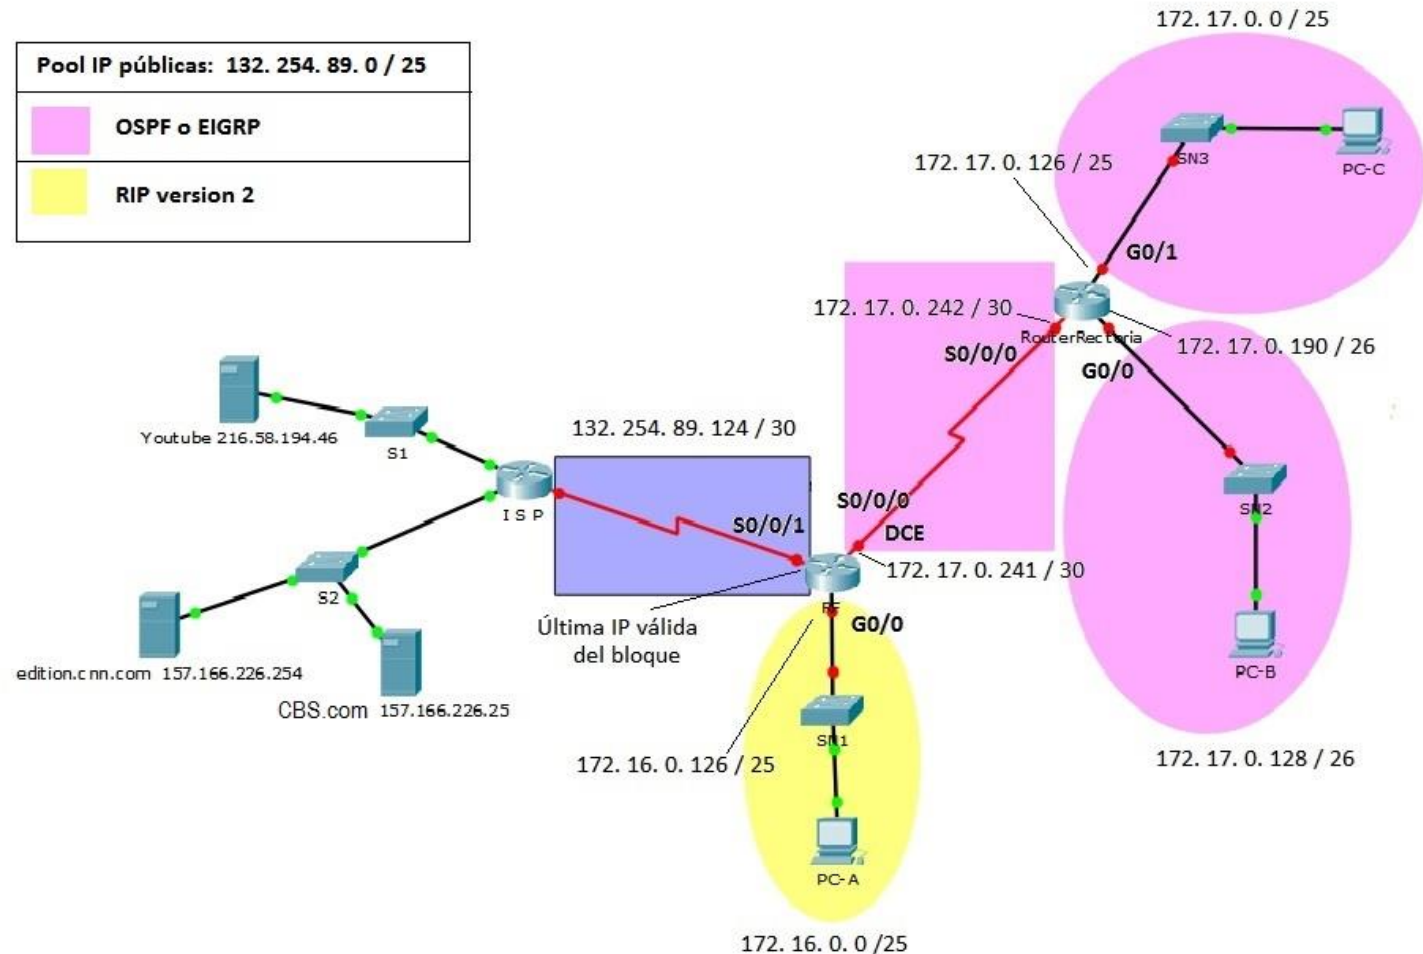 Pool IP públicas: 132. 254. 89. 0 / 25
OSPF o EIGRP
RIP version 2
172. 17. 0. 0 / 25
SN3
PC-C
172. 17. 0. 126 / 25
G0/1
172. 17. 0. 242 / 30
RouterRectoria
S0/0/0
172. 17. 0. 190 / 26
G0/0
Youtube 216.58.194.46
S1
132. 254. 89. 124 / 30
I S P
S0/0/1
S0/0/0
DCE
SN2
172. 17. 0. 241 / 30
S2
Última IP válida
del bloque
G0/0
edition.cnn.com 157.166.226.254
CBS.com 157.166.226.25
PC-B
SN1
172. 16. 0. 126 / 25
172. 17. 0. 128 / 26
PC-A
172. 16. 0. 0 /25